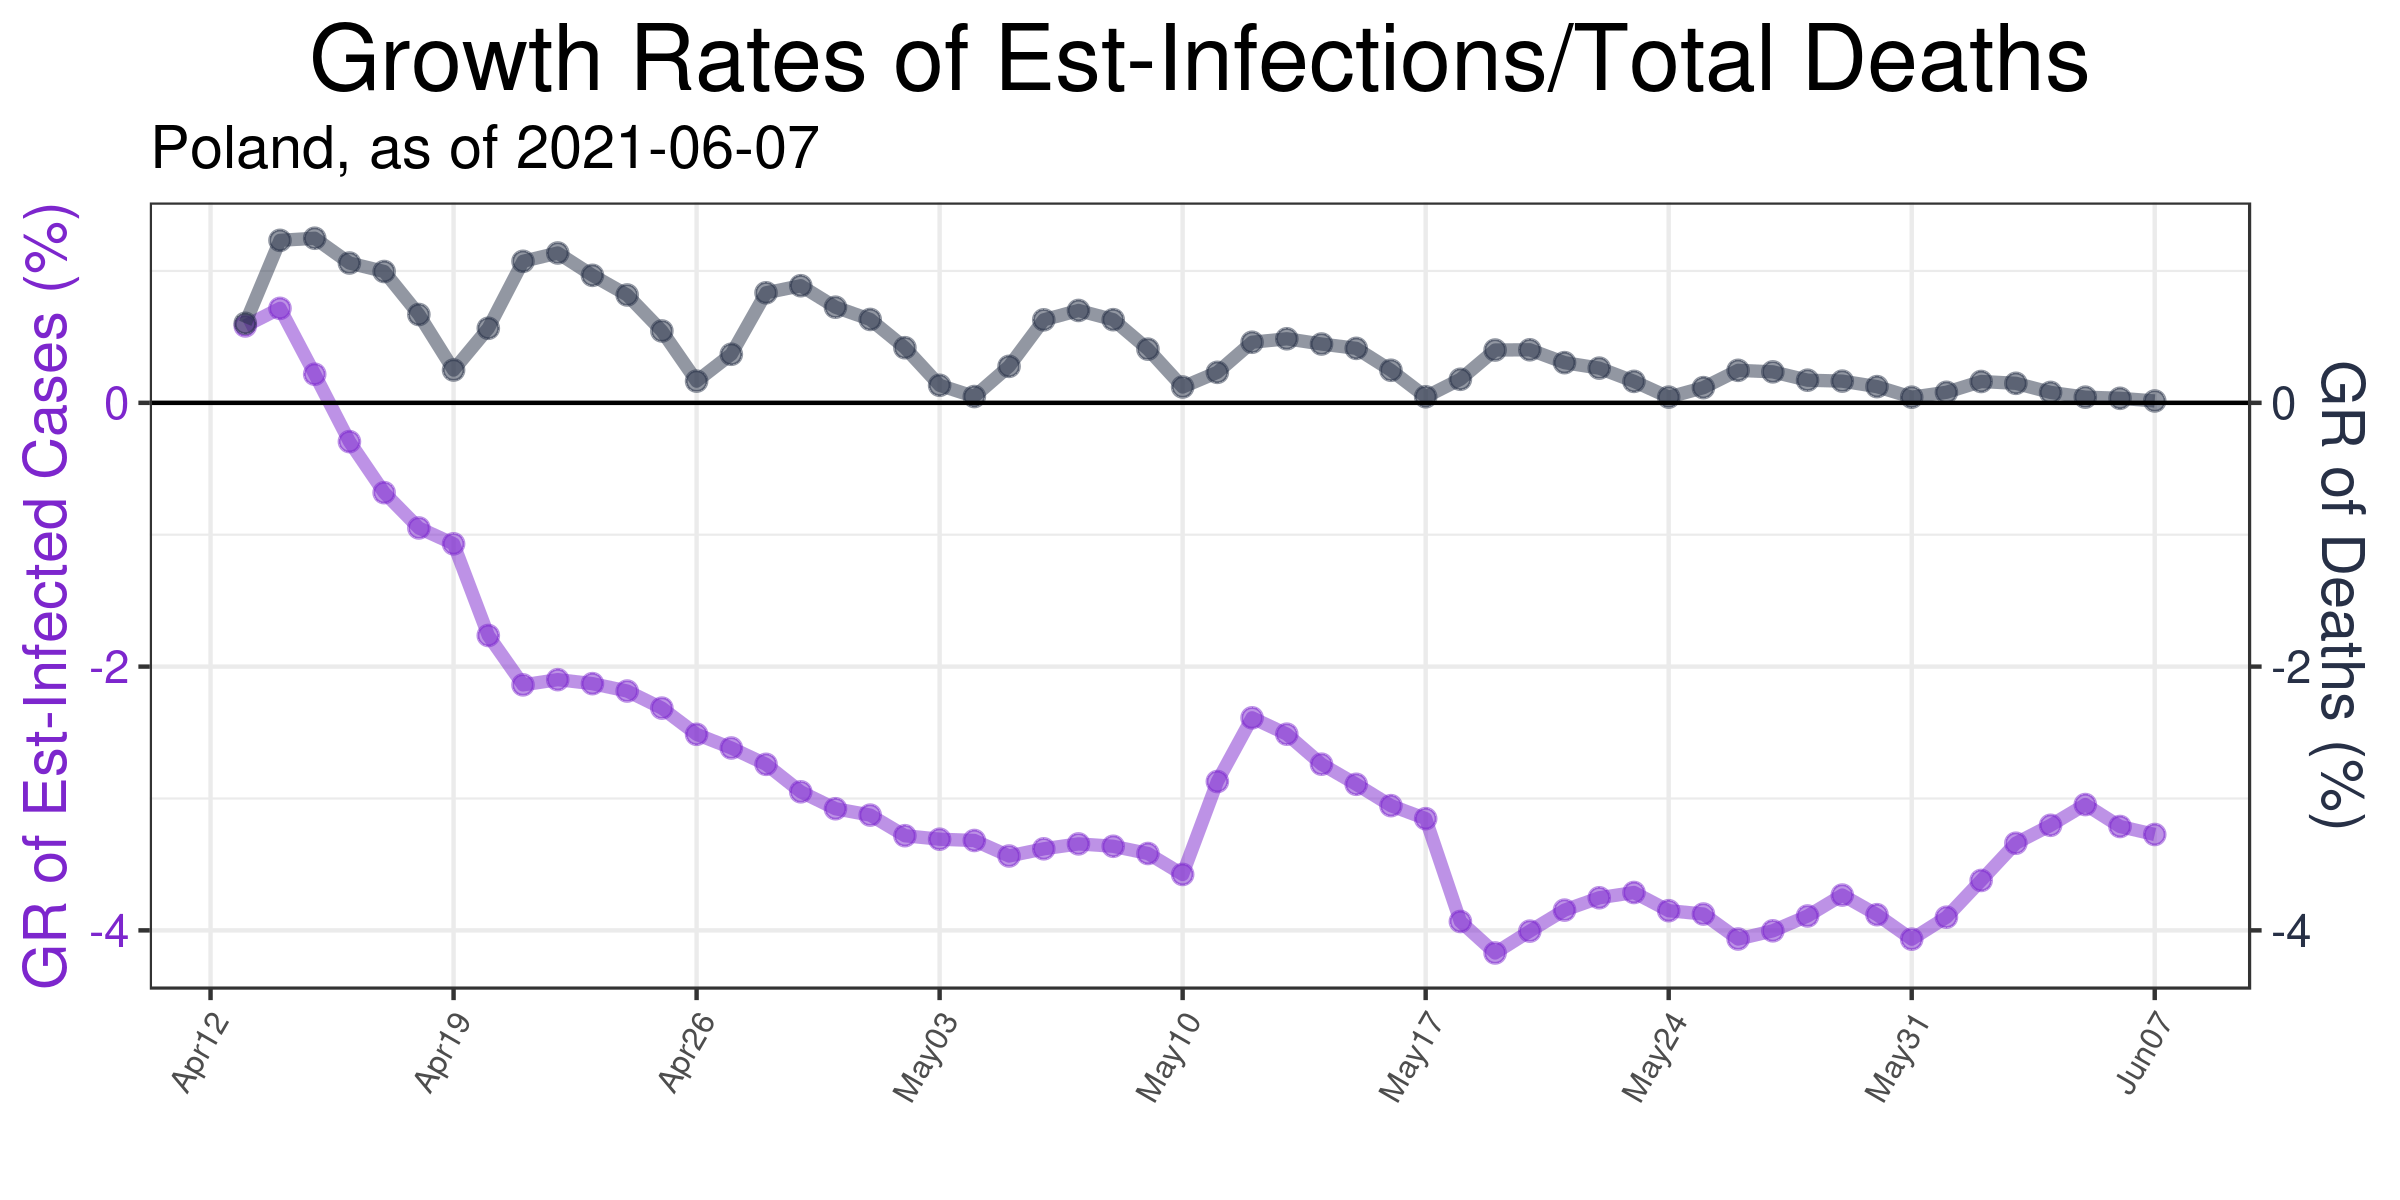 Growth Rates of Est-Infections/Total Deaths
Poland, as of 2021-06-07
GR of Est-Infected Cases (%)
0
-2
-4
0
-2
-4
GR of Deaths (%)
Apr12
Apr19
Apr26
May03
May10
May17
May24
May31
Jun07